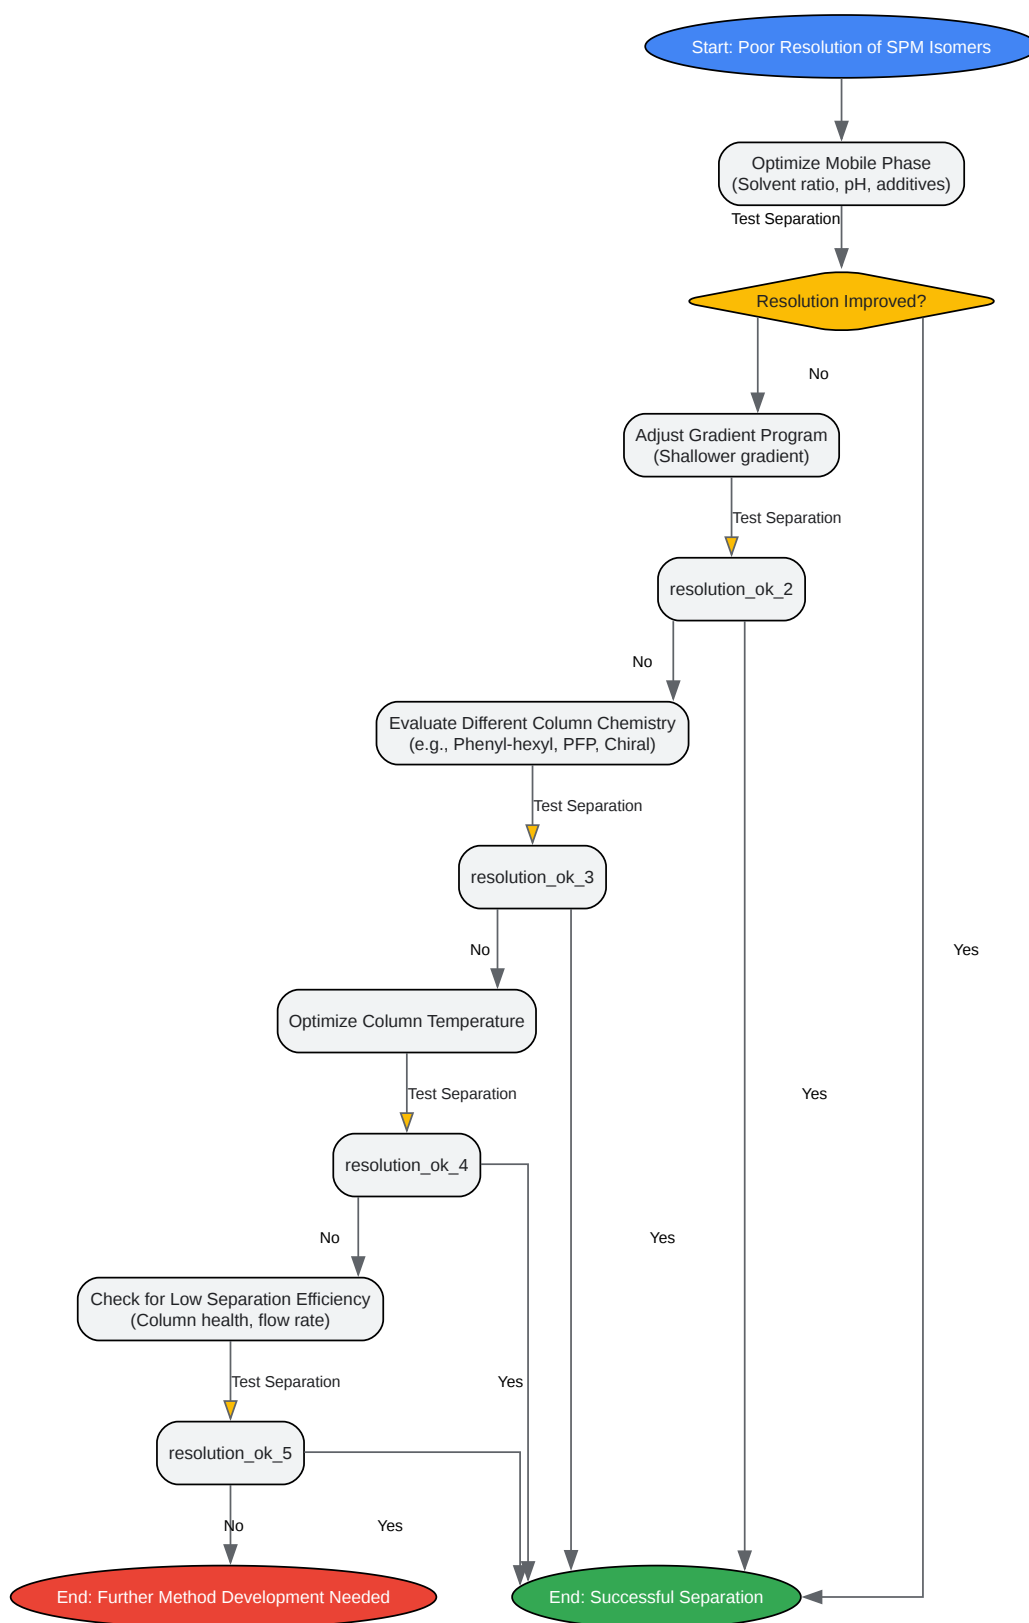 Start: Poor Resolution of SPM Isomers
Optimize Mobile Phase
(Solvent ratio, pH, additives)
Test Separation
Resolution Improved?
No
Adjust Gradient Program
(Shallower gradient)
Test Separation
resolution_ok_2
No
Evaluate Different Column Chemistry
(e.g., Phenyl-hexyl, PFP, Chiral)
Test Separation
resolution_ok_3
No
Yes
Optimize Column Temperature
Test Separation
Yes
resolution_ok_4
No
Yes
Check for Low Separation Efficiency
(Column health, flow rate)
Test Separation
Yes
resolution_ok_5
No
Yes
End: Further Method Development Needed
End: Successful Separation